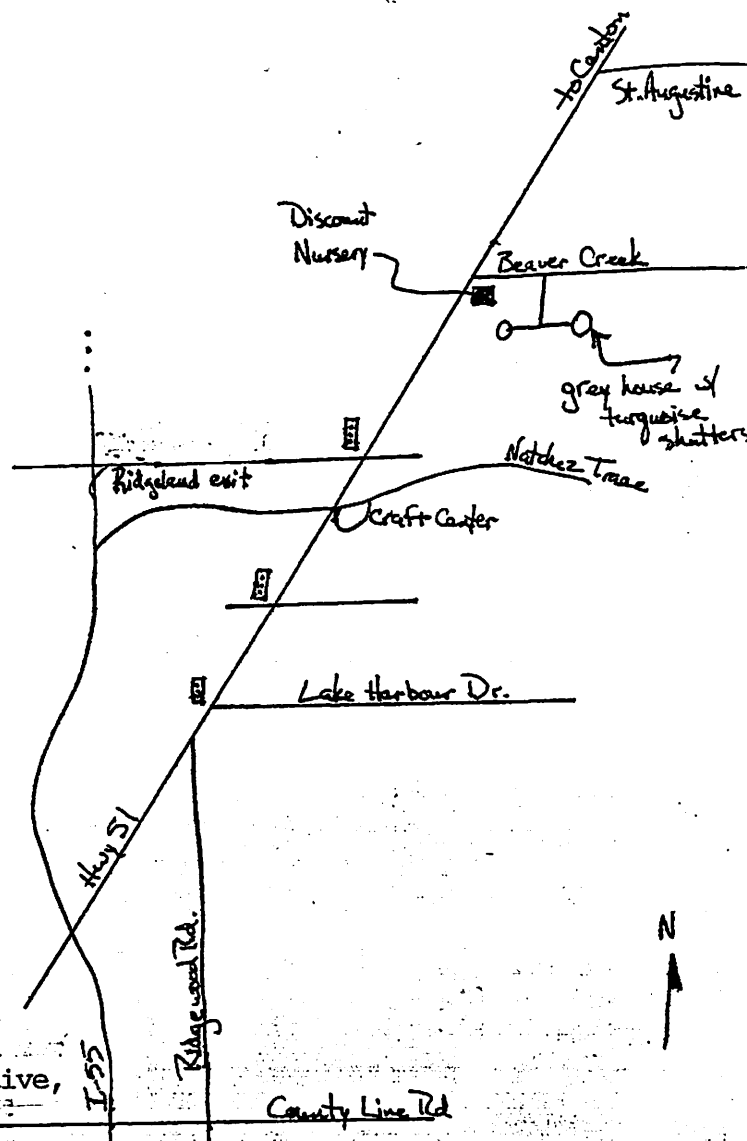 to Canton
St. Augustine
Discount
Nursery
Beaver Creek
grey house w/
turquoise
shutters
Ridgeland exit
Natchez Trace
Craft Center
Lake Harbour Dr.
Hwy 51
Ridgewood Rd.
N
I-55
ive,
County Line Rd